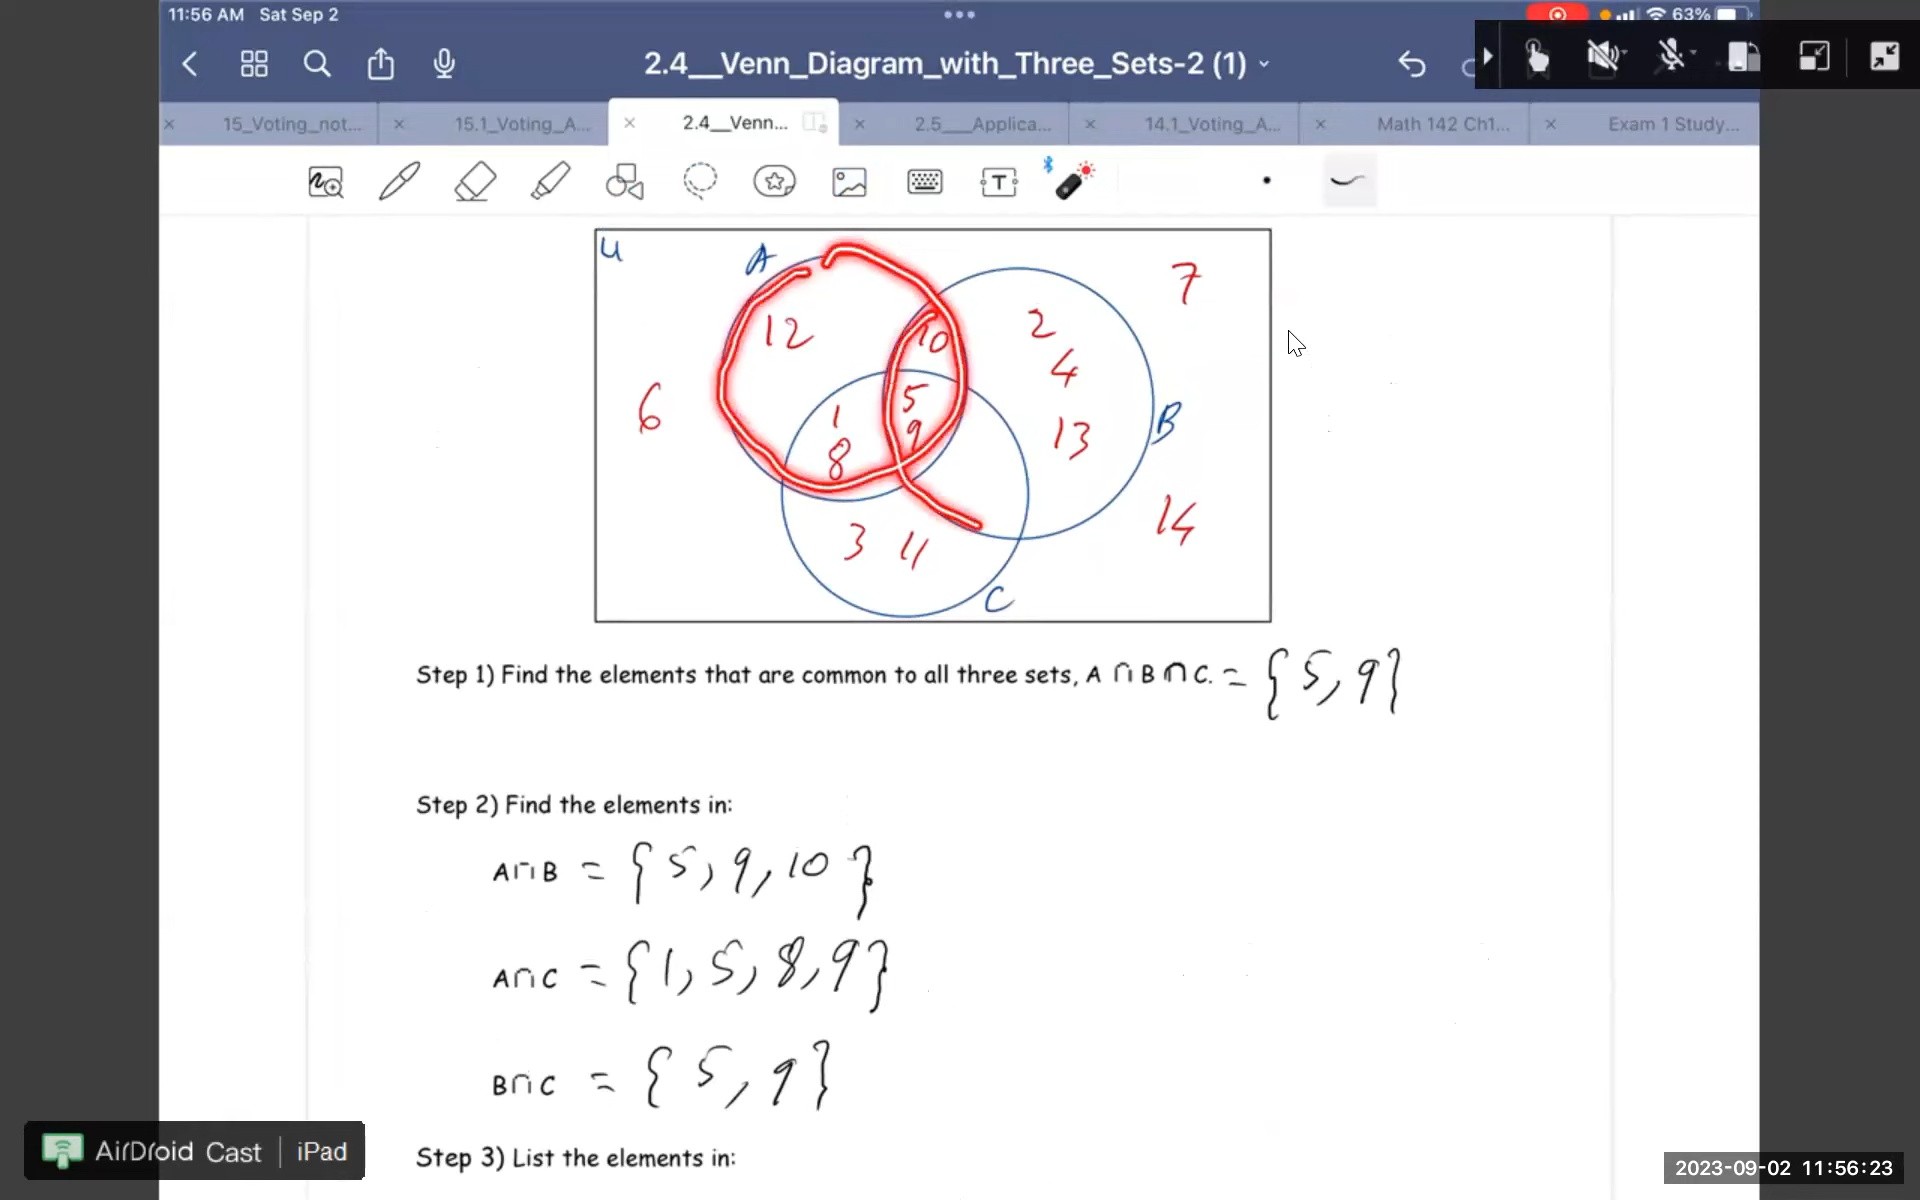 11:56 AM Sat Sep 2
63%
2.4__Venn_Diagram_with_Three_Sets-2 (1)
15_Voting_not...
15.1_Voting_A...
2.4__Venn...
2.5___Applica...
14.1_Voting_A...
Math 142 Ch1...
Exam 1 Study...
U
A
7
12
10
2
4
6
1
5
8
9
13
B
14
3 11
C
Step 1) Find the elements that are common to all three sets, A ∩ B ∩ C. = {5, 9}
Step 2) Find the elements in:
A∩B = {5, 9, 10}
A∩C = {1, 5, 8, 9}
B∩C = {5, 9}
Step 3) List the elements in:
AirDroid Cast | iPad
2023-09-02 11:56:23